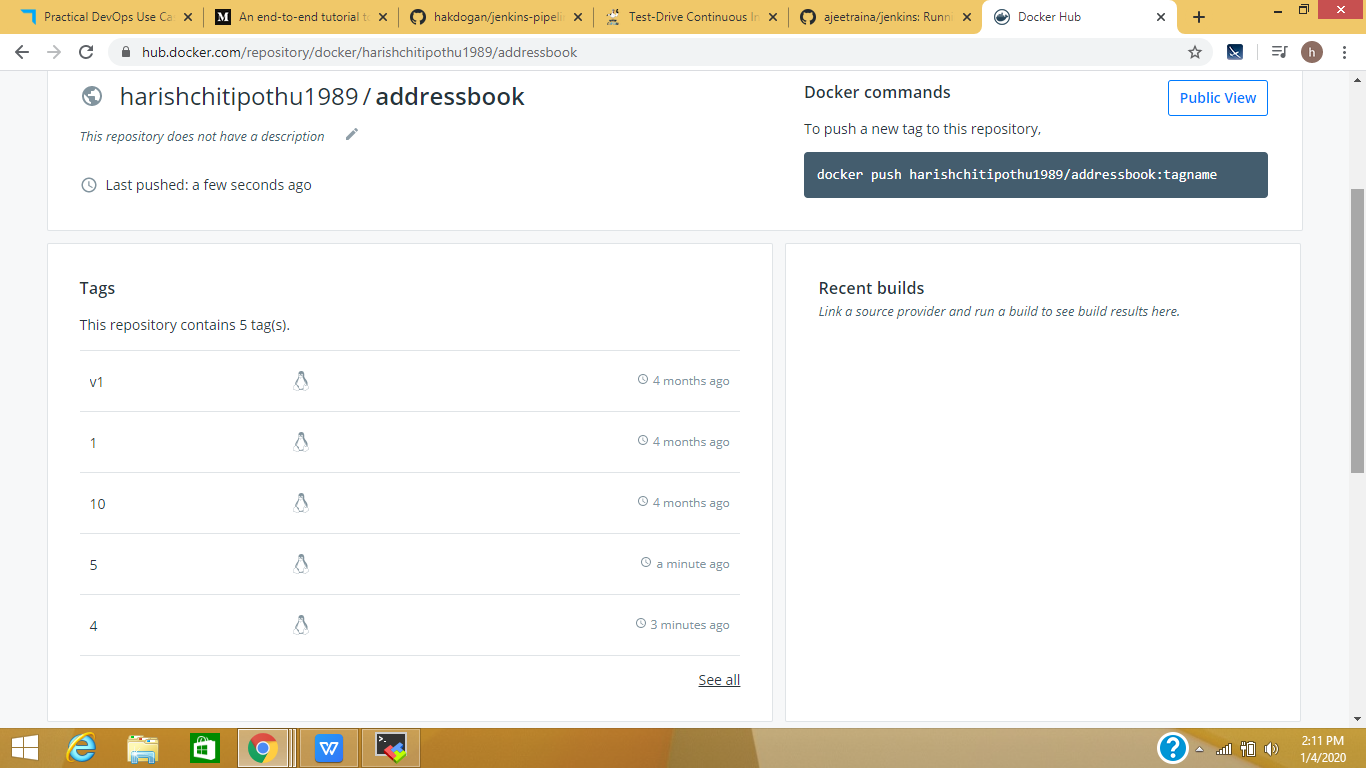 Practical DevOps Use Ca
An end-to-end tutorial to
hakdogan/jenkins-pipeli
Test-Drive Continuous In
ajeetraina/jenkins: Runni
Docker Hub
hub.docker.com/repository/docker/harishchitipothu1989/addressbook
h
harishchitipothu1989 / addressbook
This repository does not have a description
Last pushed: a few seconds ago
Docker commands
Public View
To push a new tag to this repository,
docker push harishchitipothu1989/addressbook:tagname
Tags
This repository contains 5 tag(s).
v1
4 months ago
1
4 months ago
10
4 months ago
5
a minute ago
4
3 minutes ago
See all
Recent builds
Link a source provider and run a build to see build results here.
2:11 PM
1/4/2020